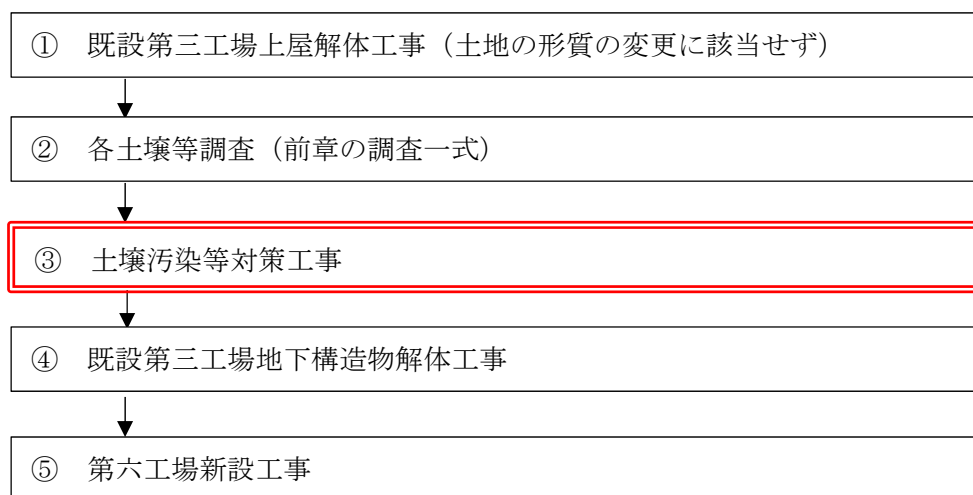 ① 既設第三工場上屋解体工事（土地の形質の変更に該当せず）
② 各土壌等調査（前章の調査一式）
③ 土壌汚染等対策工事
④ 既設第三工場地下構造物解体工事
⑤ 第六工場新設工事